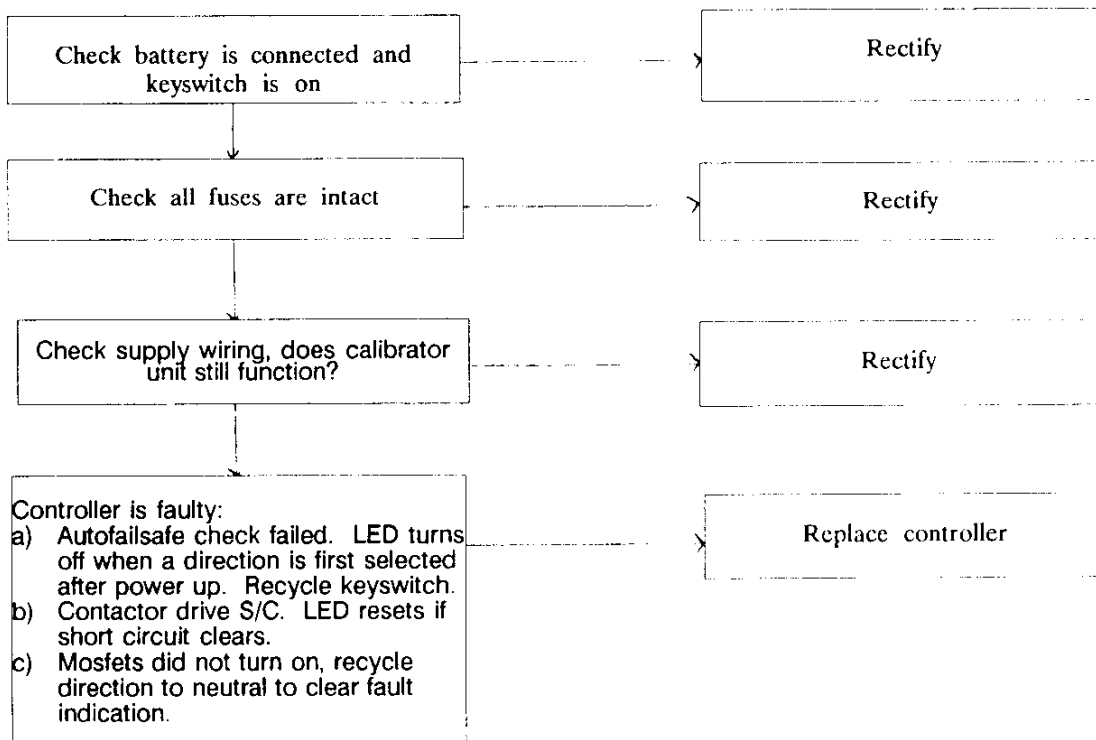 Check battery is connected and
keyswitch is on
Rectify
Check all fuses are intact
Rectify
Check supply wiring, does calibrator
unit still function?
Rectify
Controller is faulty:
a) Autofailsafe check failed. LED turns
off when a direction is first selected
after power up. Recycle keyswitch.
b) Contactor drive S/C. LED resets if
short circuit clears.
c) Mosfets did not turn on, recycle
direction to neutral to clear fault
indication.
Replace controller